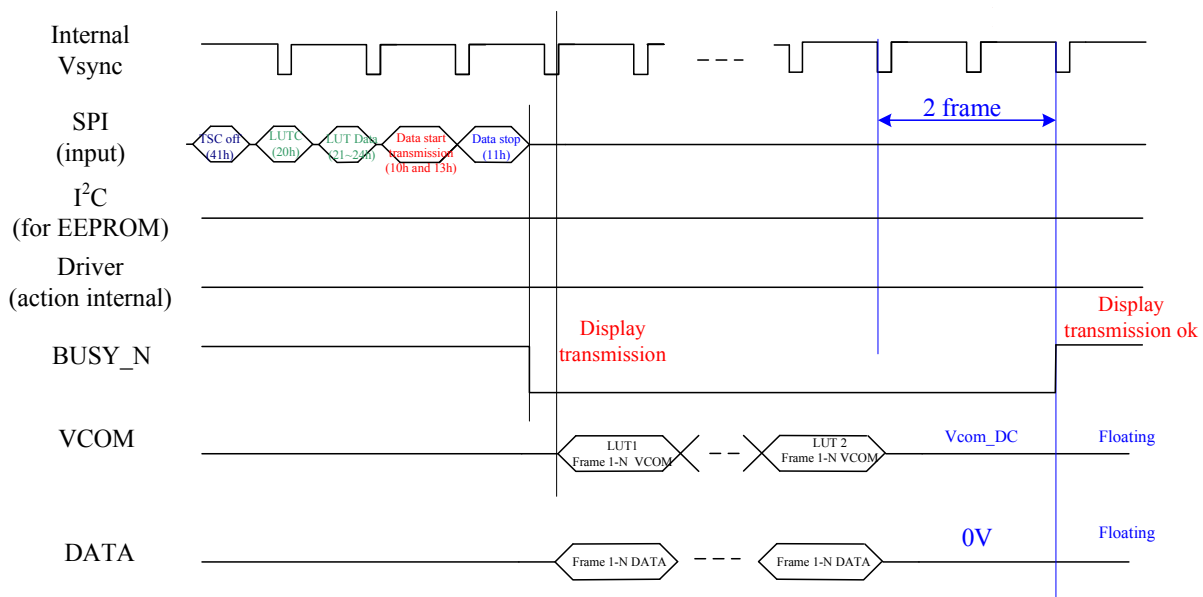 Internal
Vsync
2 frame
SPI
(input)
TSC off
(41h)
LUTC
(20h)
LUT Data
(21~24h)
Data start
transmission
(10h and 13h)
Data stop
(11h)
I²C
(for EEPROM)
Driver
(action internal)
Display
transmission
Display
transmission ok
BUSY_N
VCOM
LUT1
Frame 1-N VCOM
LUT 2
Frame 1-N VCOM
Vcom_DC
Floating
DATA
Frame 1-N DATA
Frame 1-N DATA
0V
Floating